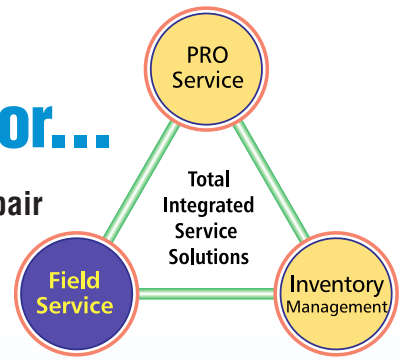 PRO
Service
or...
pair
Total
Integrated
Service
Solutions
Field
Service
Inventory
Management